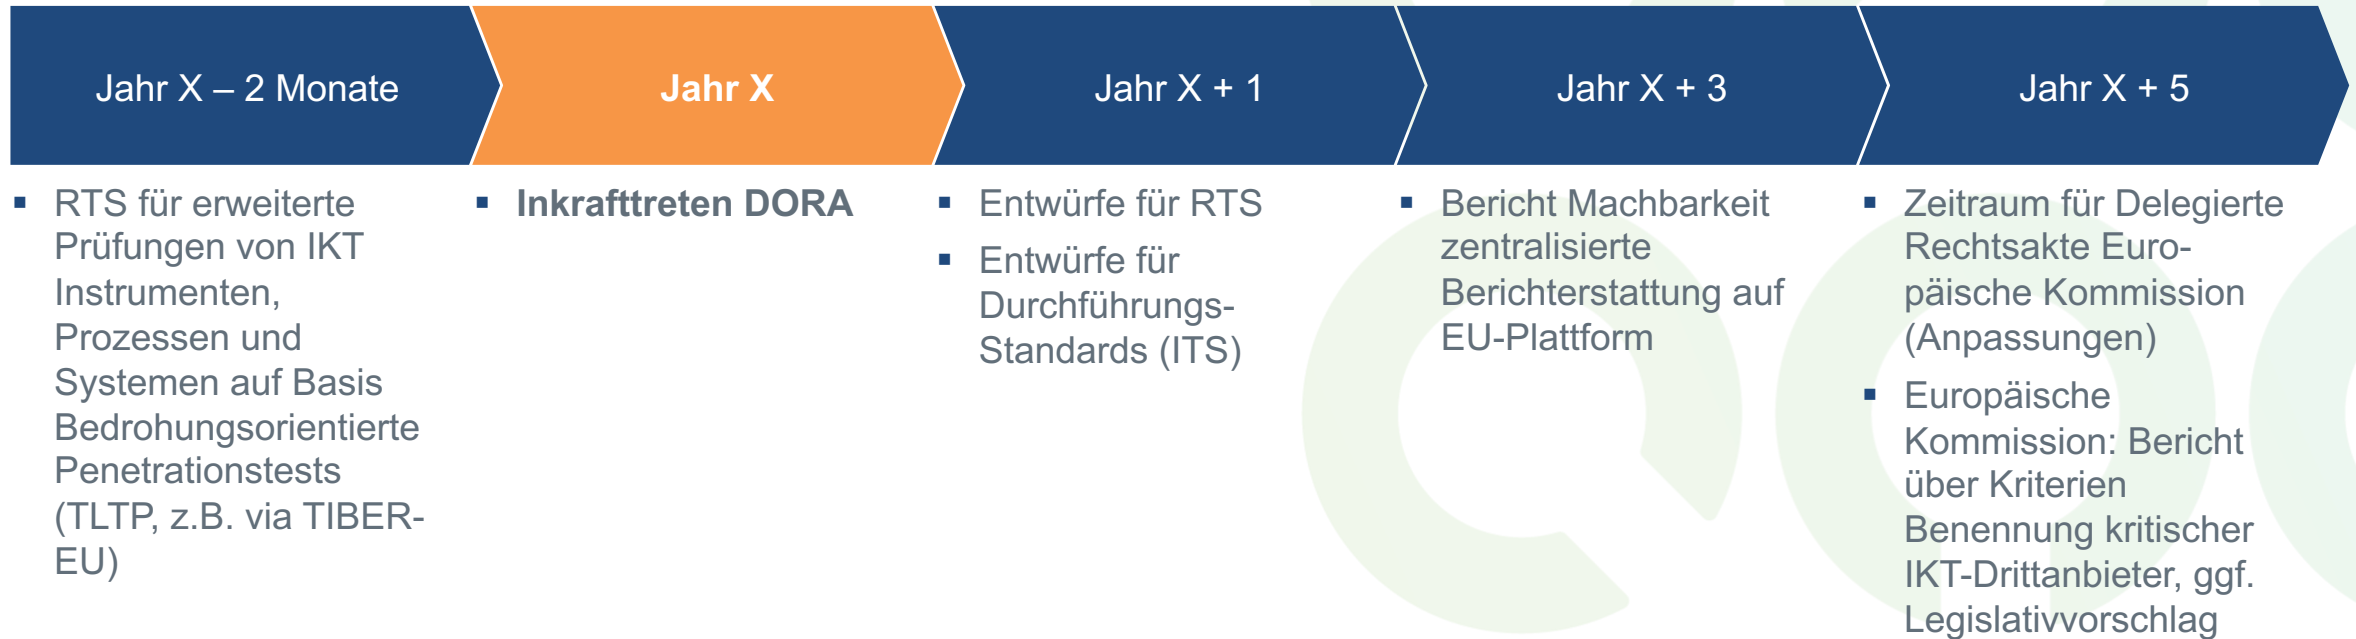 Jahr X – 2 Monate
Jahr X
Jahr X + 1
Jahr X + 3
Jahr X + 5
▪ RTS für erweiterte
Prüfungen von IKT
Instrumenten,
Prozessen und
Systemen auf Basis
Bedrohungsorientierte
Penetrationstests
(TLTP, z.B. via TIBER-
EU)
▪ Inkrafttreten DORA
▪ Entwürfe für RTS
▪ Entwürfe für
Durchführungs-
Standards (ITS)
▪ Bericht Machbarkeit
zentralisierte
Berichterstattung auf
EU-Plattform
▪ Zeitraum für Delegierte
Rechtsakte Euro-
päische Kommission
(Anpassungen)
▪ Europäische
Kommission: Bericht
über Kriterien
Benennung kritischer
IKT-Drittanbieter, ggf.
Legislativvorschlag